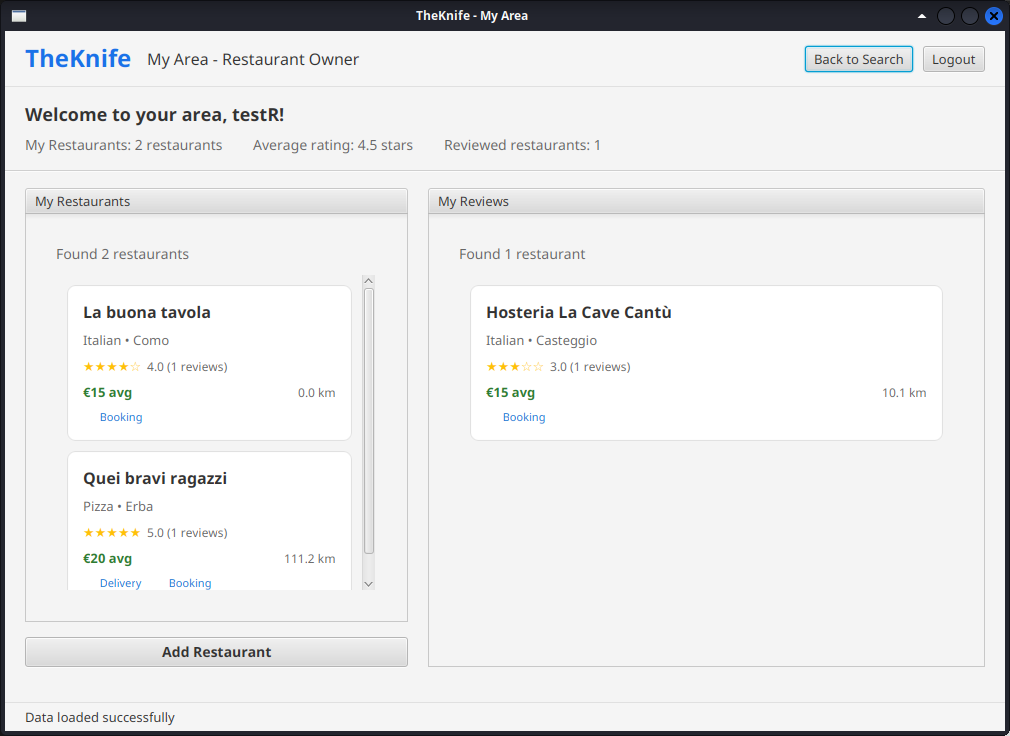 TheKnife - My Area
TheKnife My Area - Restaurant Owner Back to Search Logout
Welcome to your area, testR!
My Restaurants: 2 restaurants Average rating: 4.5 stars Reviewed restaurants: 1
My Restaurants
Found 2 restaurants
La buona tavola
Italian • Como
★★★★☆ 4.0 (1 reviews)
€15 avg 0.0 km
Booking
Quei bravi ragazzi
Pizza • Erba
★★★★★ 5.0 (1 reviews)
€20 avg 111.2 km
Delivery Booking
Add Restaurant
My Reviews
Found 1 restaurant
Hosteria La Cave Cantù
Italian • Casteggio
★★★☆☆ 3.0 (1 reviews)
€15 avg 10.1 km
Booking
Data loaded successfully